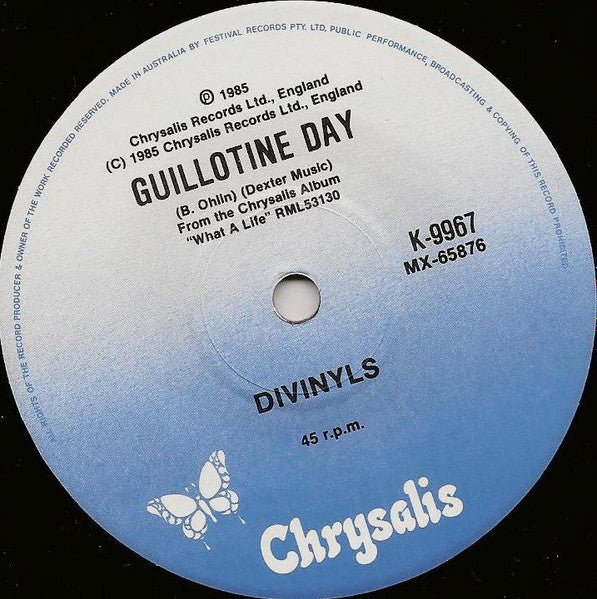 ALL RIGHTS OF THE RECORD PRODUCER & OWNER OF THE WORK RECORDED RESERVED. MADE IN AUSTRALIA BY FESTIVAL RECORDS PTY. LTD, PUBLIC PERFORMANCE, BROADCASTING & COPYING OF THIS RECORD PROHIBITED
Ⓟ 1985
Chrysalis Records Ltd., England
(C) 1985 Chrysalis Records Ltd., England
GUILLOTINE DAY
(B. Ohlin) (Dexter Music)
From the Chrysalis Album
"What A Life" RML53130
K-9967
MX-65876
DIVINYLS
45 r.p.m.
Chrysalis